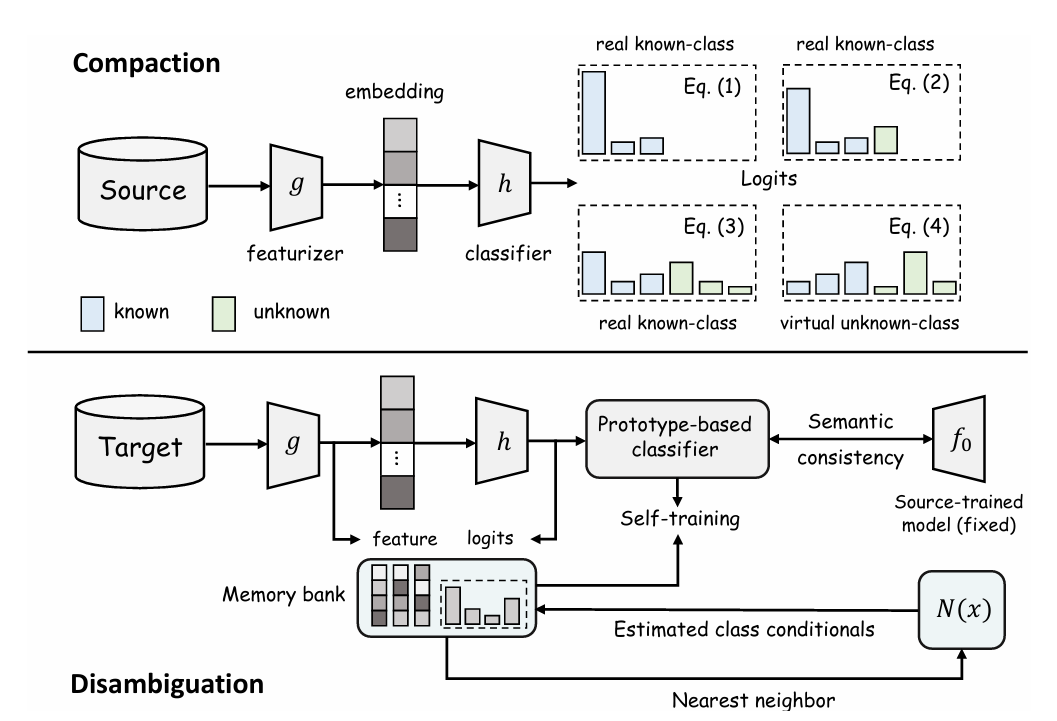 Compaction
embedding
real known-class
real known-class
Eq. (1)
Eq. (2)
Source
g
⋮
h
Logits
featurizer
classifier
Eq. (3)
Eq. (4)
known
unknown
real known-class
virtual unknown-class
Target
g
⋮
h
Prototype-based
classifier
Semantic
consistency
f₀
Source-trained
model (fixed)
Self-training
feature
logits
Memory bank
N(x)
Estimated class conditionals
Disambiguation
Nearest neighbor